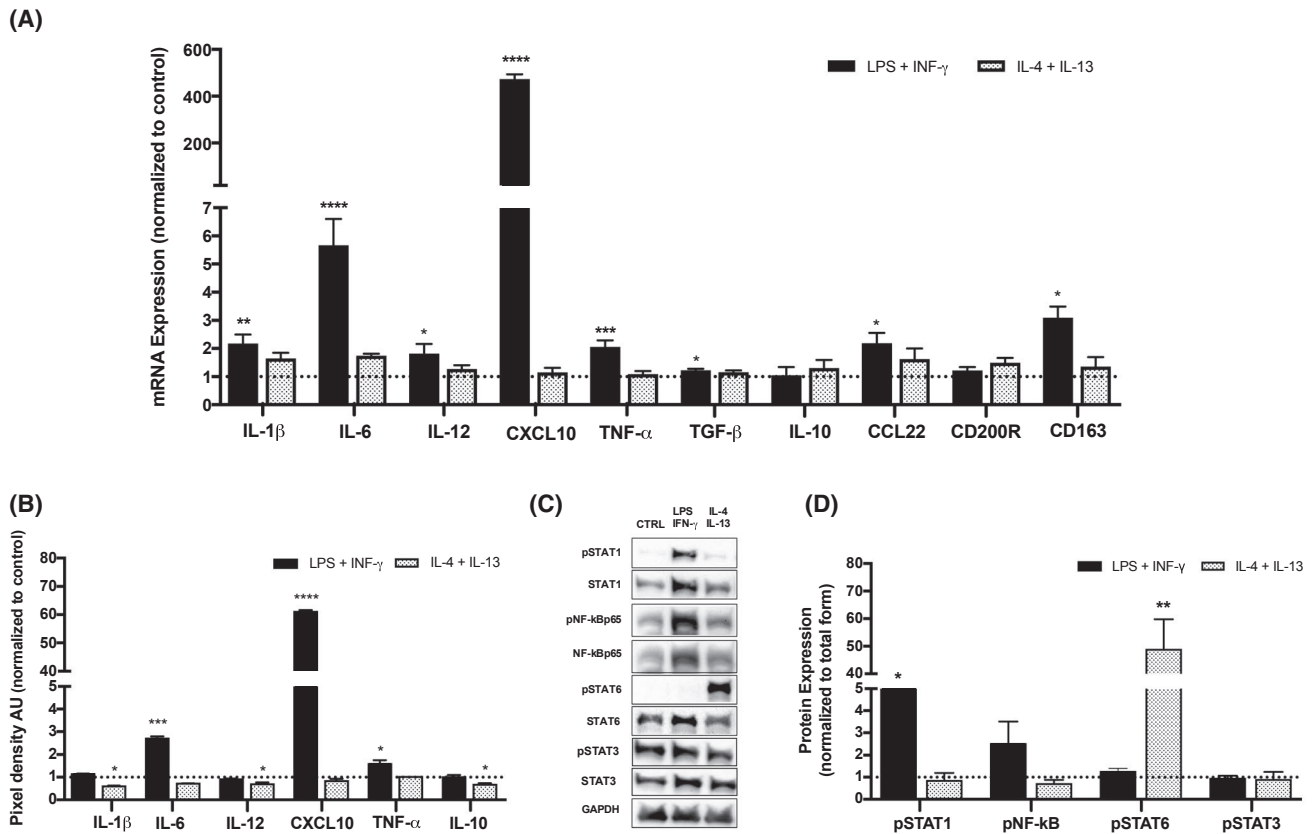 (A)
mRNA Expression (normalized to control)
600
400
200
7
6
5
4
3
2
1
0
LPS + INF-γ
IL-4 + IL-13
**
****
*
****
***
*
*
*
IL-1β
IL-6
IL-12
CXCL10
TNF-α
TGF-β
IL-10
CCL22
CD200R
CD163
(B)
Pixel density AU (normalized to control)
80
70
60
50
40
5
4
3
2
1
0
LPS + INF-γ
IL-4 + IL-13
*
***
*
****
*
*
IL-1β
IL-6
IL-12
CXCL10
TNF-α
IL-10
(C)
CTRL
LPS
IFN-γ
IL-4
IL-13
pSTAT1
STAT1
pNF-kBp65
NF-kBp65
pSTAT6
STAT6
pSTAT3
STAT3
GAPDH
(D)
Protein Expression
(normalized to total form)
80
70
60
50
40
5
4
3
2
1
0
LPS + INF-γ
IL-4 + IL-13
*
**
pSTAT1
pNF-kB
pSTAT6
pSTAT3